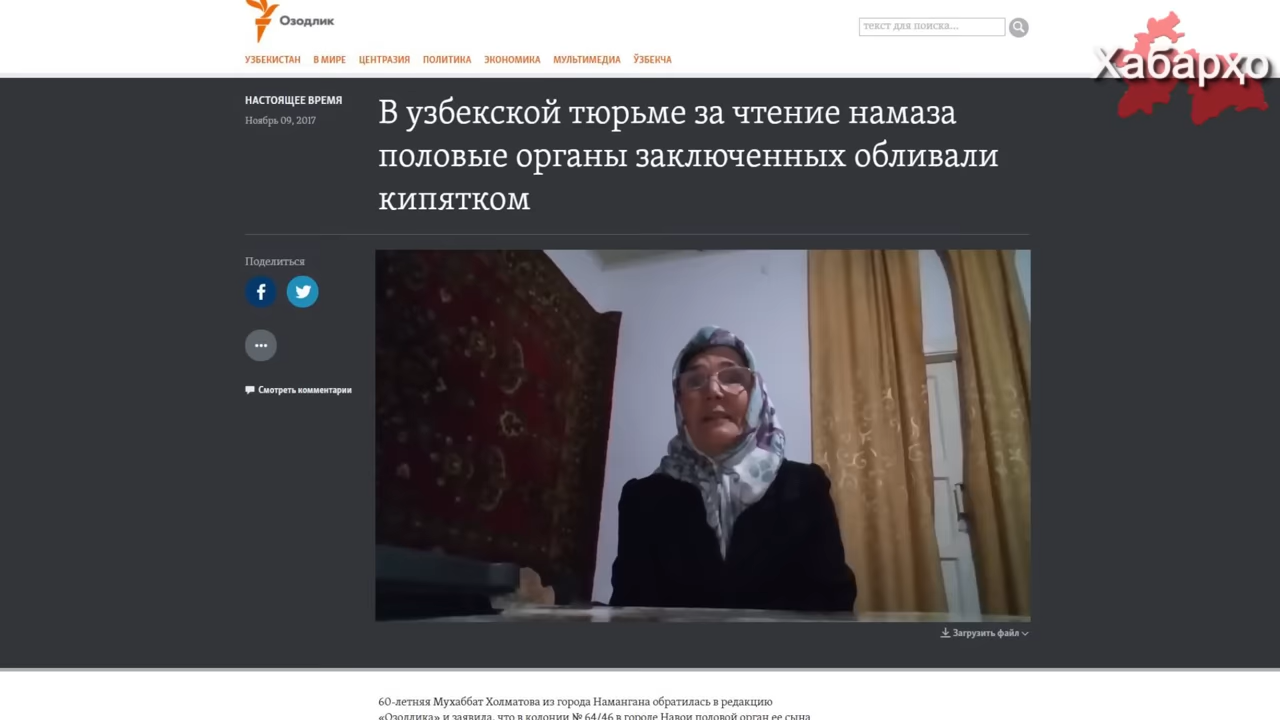 Озодлик
текст для поиска...
УЗБЕКИСТАН В МИРЕ ЦЕНТРАЗИЯ ПОЛИТИКА ЭКОНОМИКА МУЛЬТИМЕДИА ЎЗБЕКЧА
Хабарҳо
НАСТОЯЩЕЕ ВРЕМЯ
Ноябрь 09, 2017
В узбекской тюрьме за чтение намаза
половые органы заключенных обливали
кипятком
Поделиться
Смотреть комментарии
Загрузить файл
60-летняя Мухаббат Холматова из города Намангана обратилась в редакцию
«Озодлика» и заявила, что в колонии № 64/46 в городе Навои половой орган ее сына